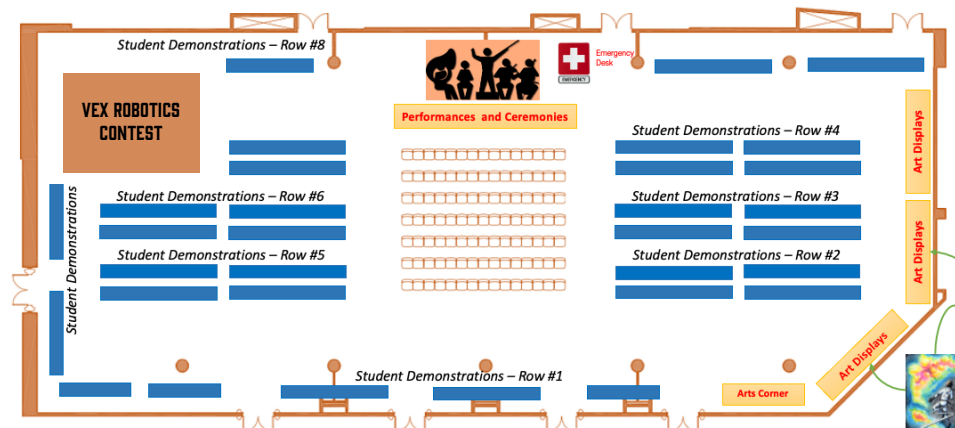 Student Demonstrations – Row #8
VEX ROBOTICS
CONTEST
Emergency
Desk
EMERGENCY
Performances and Ceremonies
Student Demonstrations – Row #4
Art Displays
Student Demonstrations
Student Demonstrations – Row #6
Student Demonstrations – Row #3
Art Displays
Student Demonstrations – Row #5
Student Demonstrations – Row #2
Art Displays
Student Demonstrations – Row #1
Arts Corner